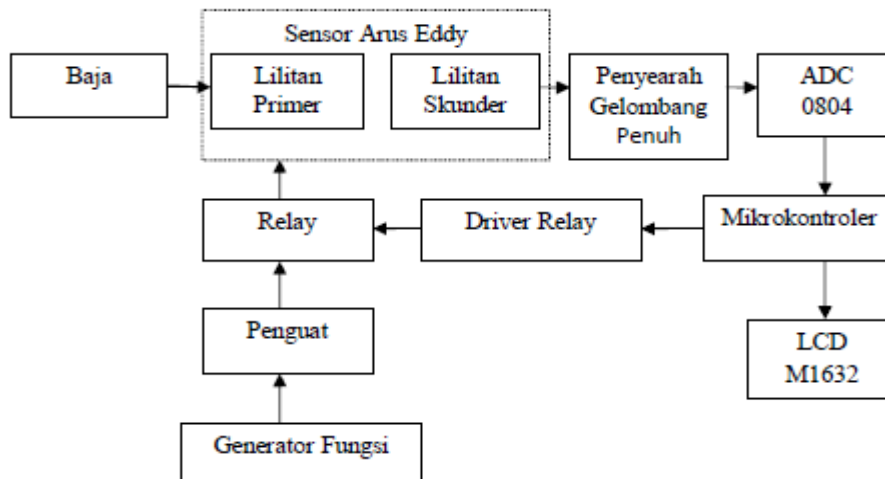 Sensor Arus Eddy
Baja
Lilitan
Primer
Lilitan
Skunder
Penyearah
Gelombang
Penuh
ADC
0804
Relay
Driver Relay
Mikrokontroler
Penguat
LCD
M1632
Generator Fungsi